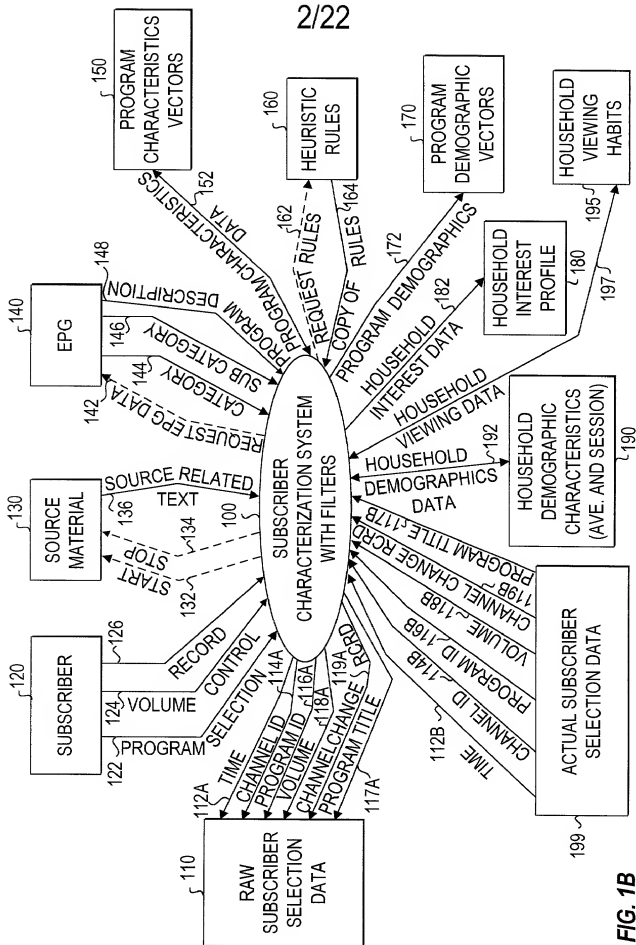 2/22
120
SUBSCRIBER
122
PROGRAM
SELECTION
124
VOLUME
CONTROL
126
RECORD
130
SOURCE
MATERIAL
132
START
134
STOP
136
SOURCE RELATED
TEXT
140
EPG
142
REQUEST EPG DATA
144
CATEGORY
146
SUB CATEGORY
148
PROGRAM
DESCRIPTION
150
PROGRAM
CHARACTERISTICS
VECTORS
152
PROGRAM CHARACTERISTICS
DATA
160
HEURISTIC
RULES
162
REQUEST RULES
164
COPY OF
RULES
170
PROGRAM
DEMOGRAPHIC
VECTORS
172
PROGRAM DEMOGRAPHICS
100
SUBSCRIBER
CHARACTERIZATION SYSTEM
WITH FILTERS
182
HOUSEHOLD
INTEREST DATA
HOUSEHOLD
INTEREST
PROFILE
180
195
HOUSEHOLD
VIEWING
HABITS
197
HOUSEHOLD
VIEWING DATA
192
HOUSEHOLD
DEMOGRAPHICS
DATA
HOUSEHOLD
DEMOGRAPHIC
CHARACTERISTICS
(AVE. AND SESSION)
190
110
RAW
SUBSCRIBER
SELECTION
DATA
112A
TIME
114A
CHANNEL ID
116A
PROGRAM ID
118A
VOLUME
119A
CHANNELCHANGE RCRD
PROGRAM TITLE
117A
112B
TIME
CHANNEL ID 114B
PROGRAM ID 116B
VOLUME 118B
CHANNEL CHANGE RCRD
119B
PROGRAM TITLE 117B
ACTUAL SUBSCRIBER
SELECTION DATA
199
FIG. 1B